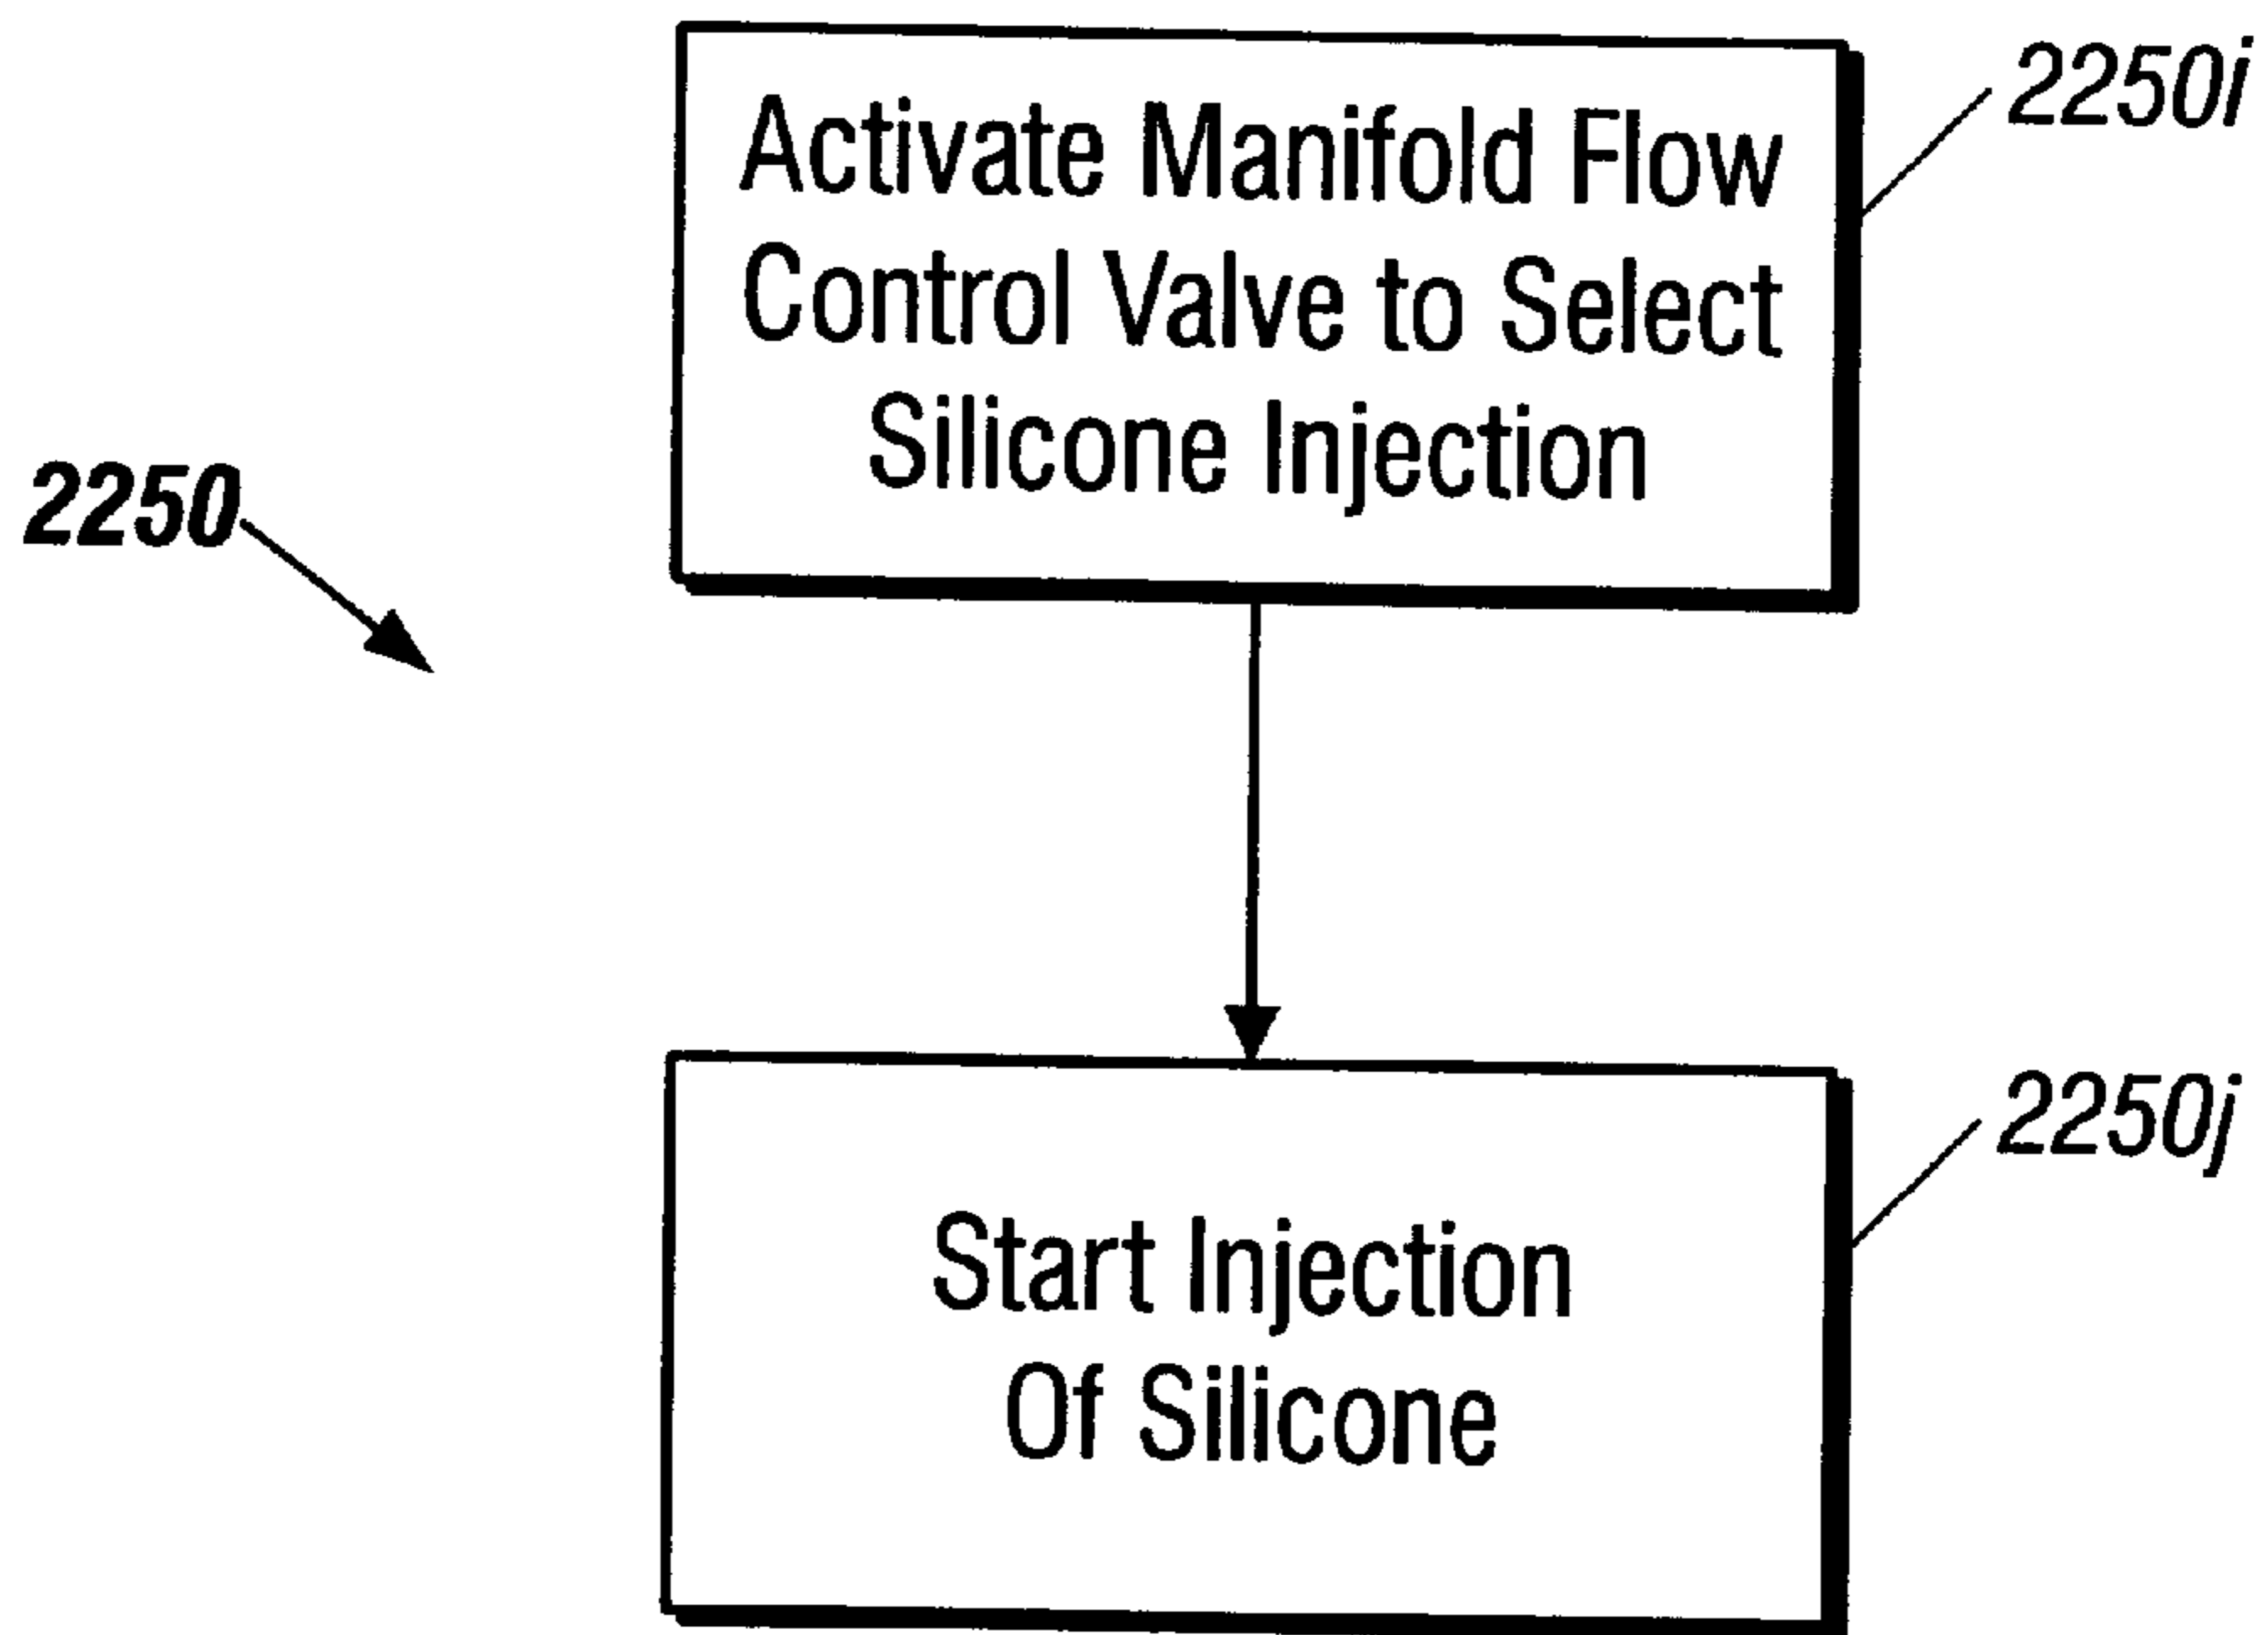 Activate Manifold Flow
Control Valve to Select
Silicone Injection
2250i
2250
Start Injection
Of Silicone
2250j